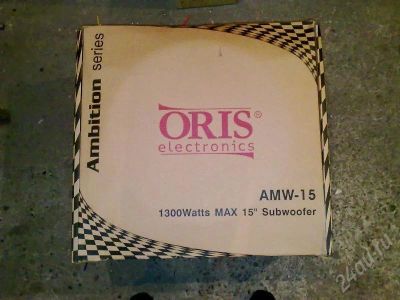 Ambition series
ORIS®
electronics
AMW-15
1300Watts MAX 15" Subwoofer
24au.ru